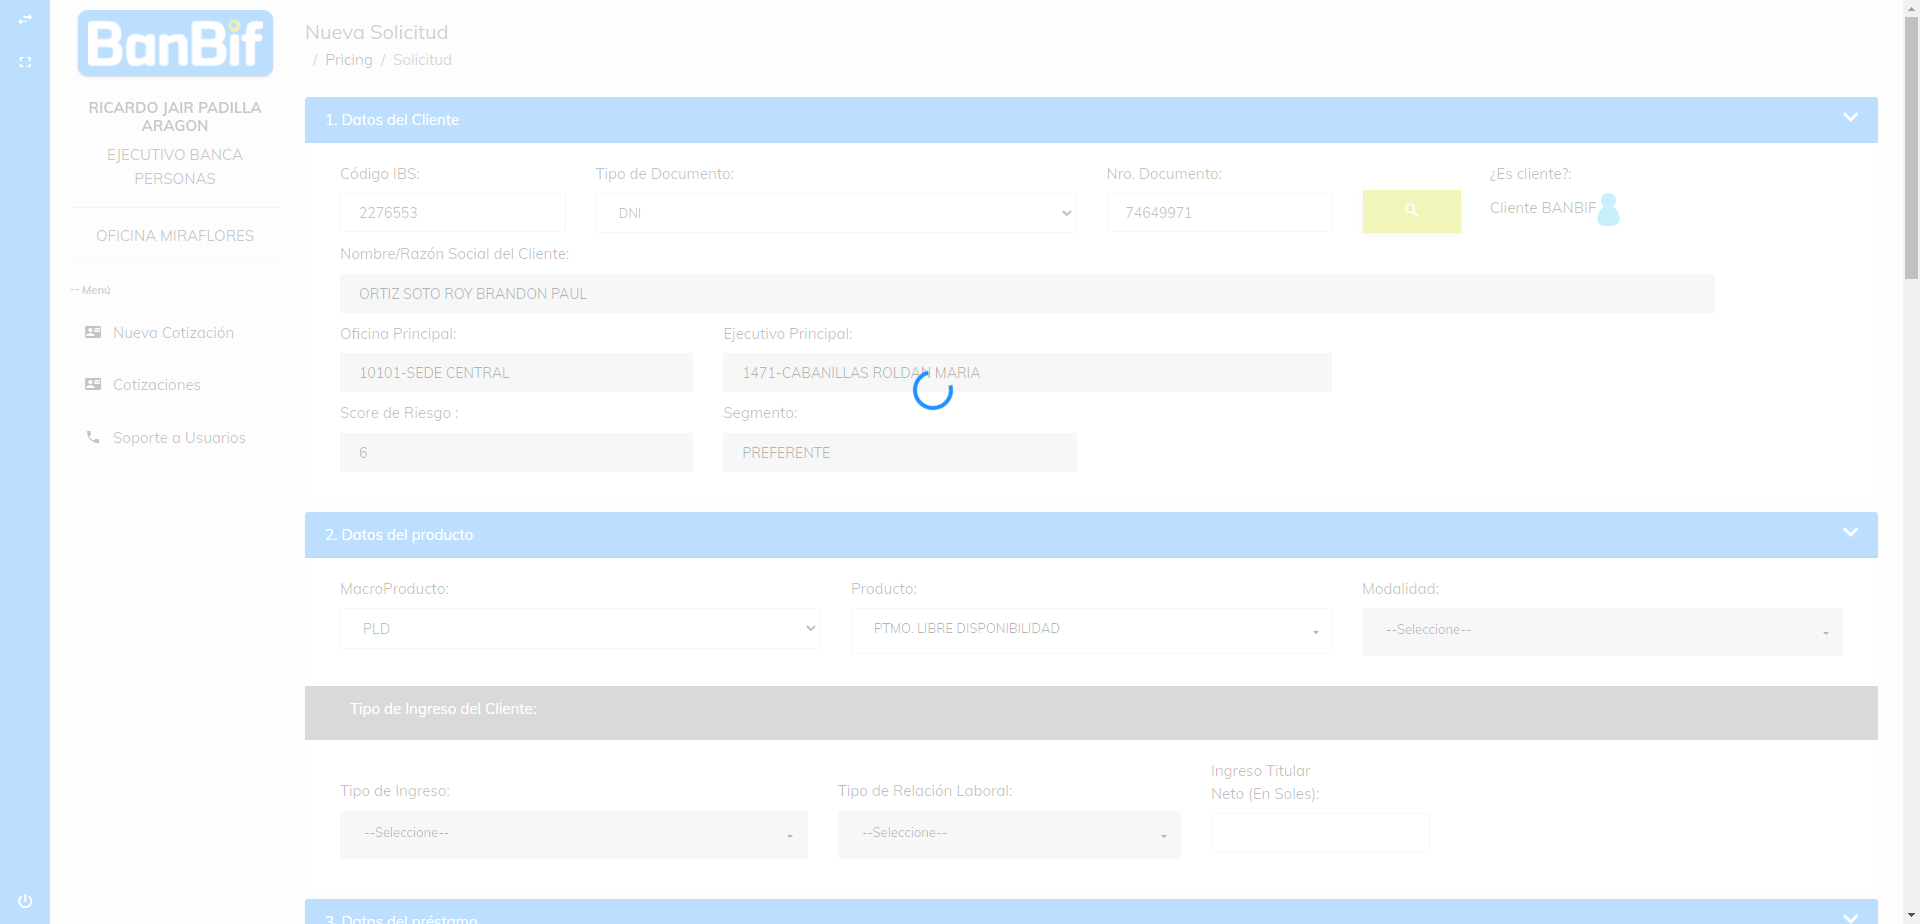 BanBif
RICARDO JAIR PADILLA
ARAGON
EJECUTIVO BANCA
PERSONAS
OFICINA MIRAFLORES
-- Menú
Nueva Cotización
Cotizaciones
Soporte a Usuarios
Nueva Solicitud
/ Pricing / Solicitud
1. Datos del Cliente
Código IBS: Tipo de Documento: Nro. Documento: ¿Es cliente?:
2276553 DNI 74649971 Cliente BANBIF
Nombre/Razón Social del Cliente:
ORTIZ SOTO ROY BRANDON PAUL
Oficina Principal: Ejecutivo Principal:
10101-SEDE CENTRAL 1471-CABANILLAS ROLDAN MARIA
Score de Riesgo : Segmento:
6 PREFERENTE
2. Datos del producto
MacroProducto: Producto: Modalidad:
PLD PTMO. LIBRE DISPONIBILIDAD --Seleccione--
Tipo de Ingreso del Cliente:
Tipo de Ingreso: Tipo de Relación Laboral: Ingreso Titular
Neto (En Soles):
--Seleccione-- --Seleccione--
3. Datos del préstamo